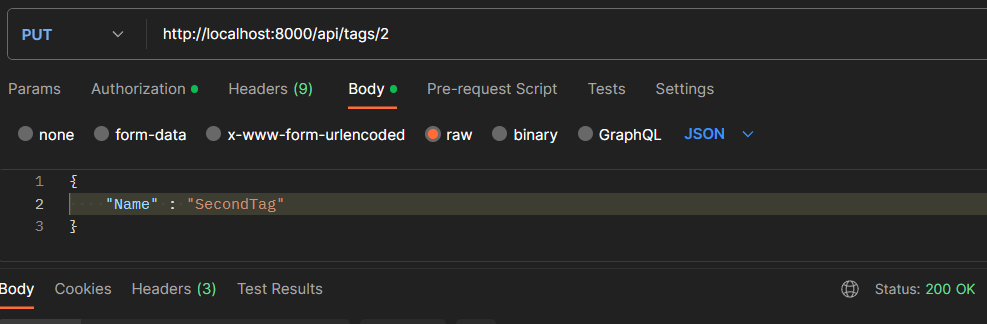 PUT http://localhost:8000/api/tags/2
Params Authorization Headers (9) Body Pre-request Script Tests Settings
none form-data x-www-form-urlencoded raw binary GraphQL JSON
1 {
2 "Name" : "SecondTag"
3 }
Body Cookies Headers (3) Test Results Status: 200 OK